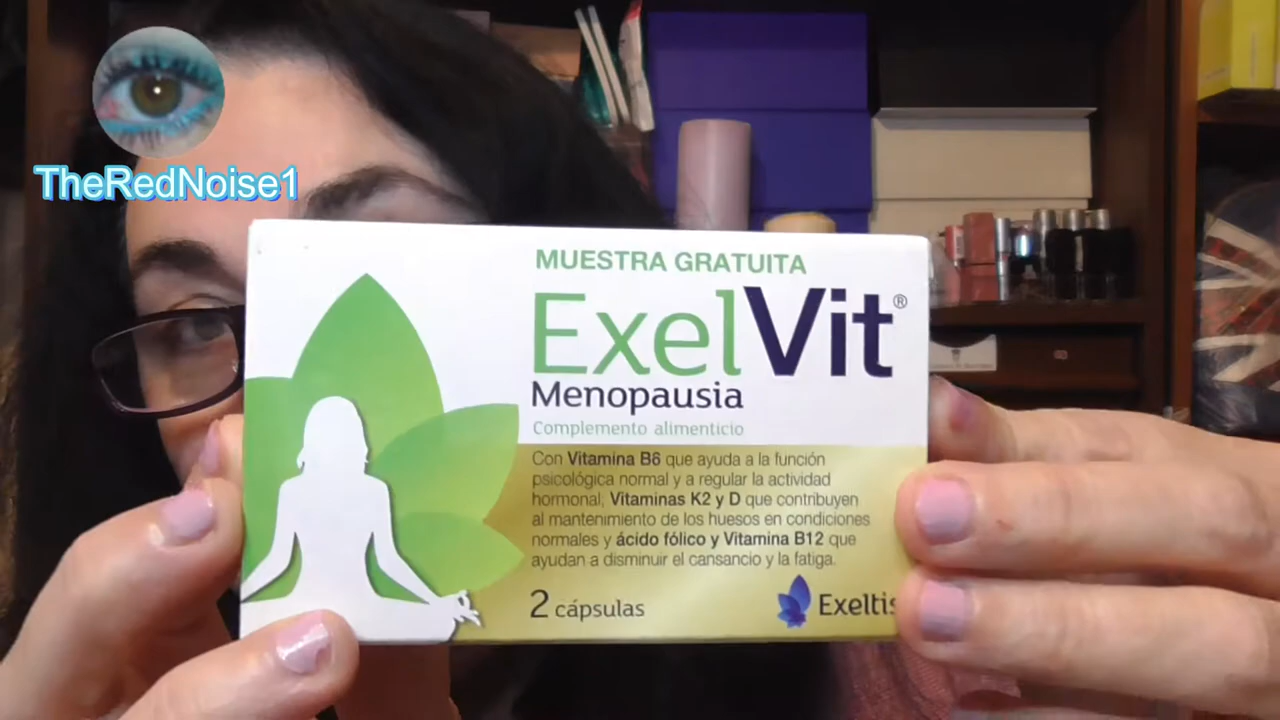 TheRedNoise1
MUESTRA GRATUITA
ExelVit®
Menopausia
Complemento alimenticio
Con Vitamina B6 que ayuda a la función
psicológica normal y a regular la actividad
hormonal, Vitaminas K2 y D que contribuyen
al mantenimiento de los huesos en condiciones
normales y ácido fólico y Vitamina B12 que
ayudan a disminuir el cansancio y la fatiga.
2 cápsulas
Exeltis